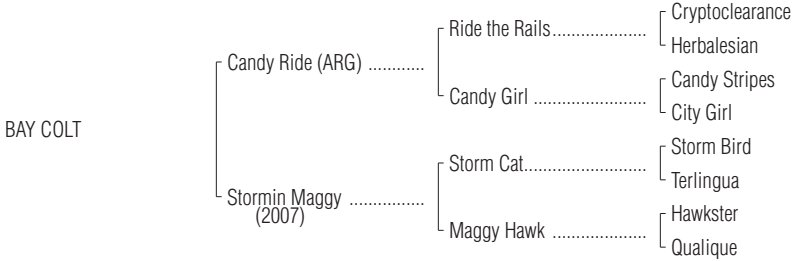 Cryptoclearance
Ride the Rails....................
Herbalesian
Candy Ride (ARG) ............
Candy Stripes
Candy Girl ........................
City Girl
BAY COLT
Storm Bird
Storm Cat..........................
Terlingua
Stormin Maggy ................
(2007)
Hawkster
Maggy Hawk ....................
Qualique